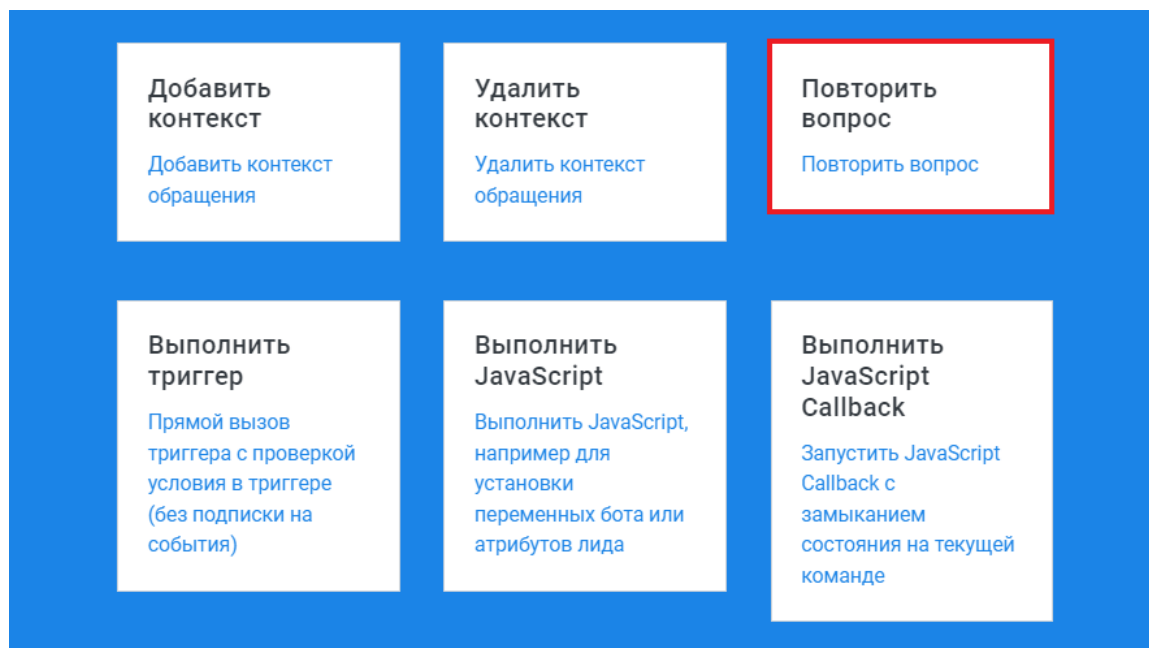 Добавить
контекст
Добавить контекст
обращения
Удалить
контекст
Удалить контекст
обращения
Повторить
вопрос
Повторить вопрос
Выполнить
триггер
Прямой вызов
триггера с проверкой
условия в триггере
(без подписки на
события)
Выполнить
JavaScript
Выполнить JavaScript,
например для
установки
переменных бота или
атрибутов лида
Выполнить
JavaScript
Callback
Запустить JavaScript
Callback с
замыканием
состояния на текущей
команде